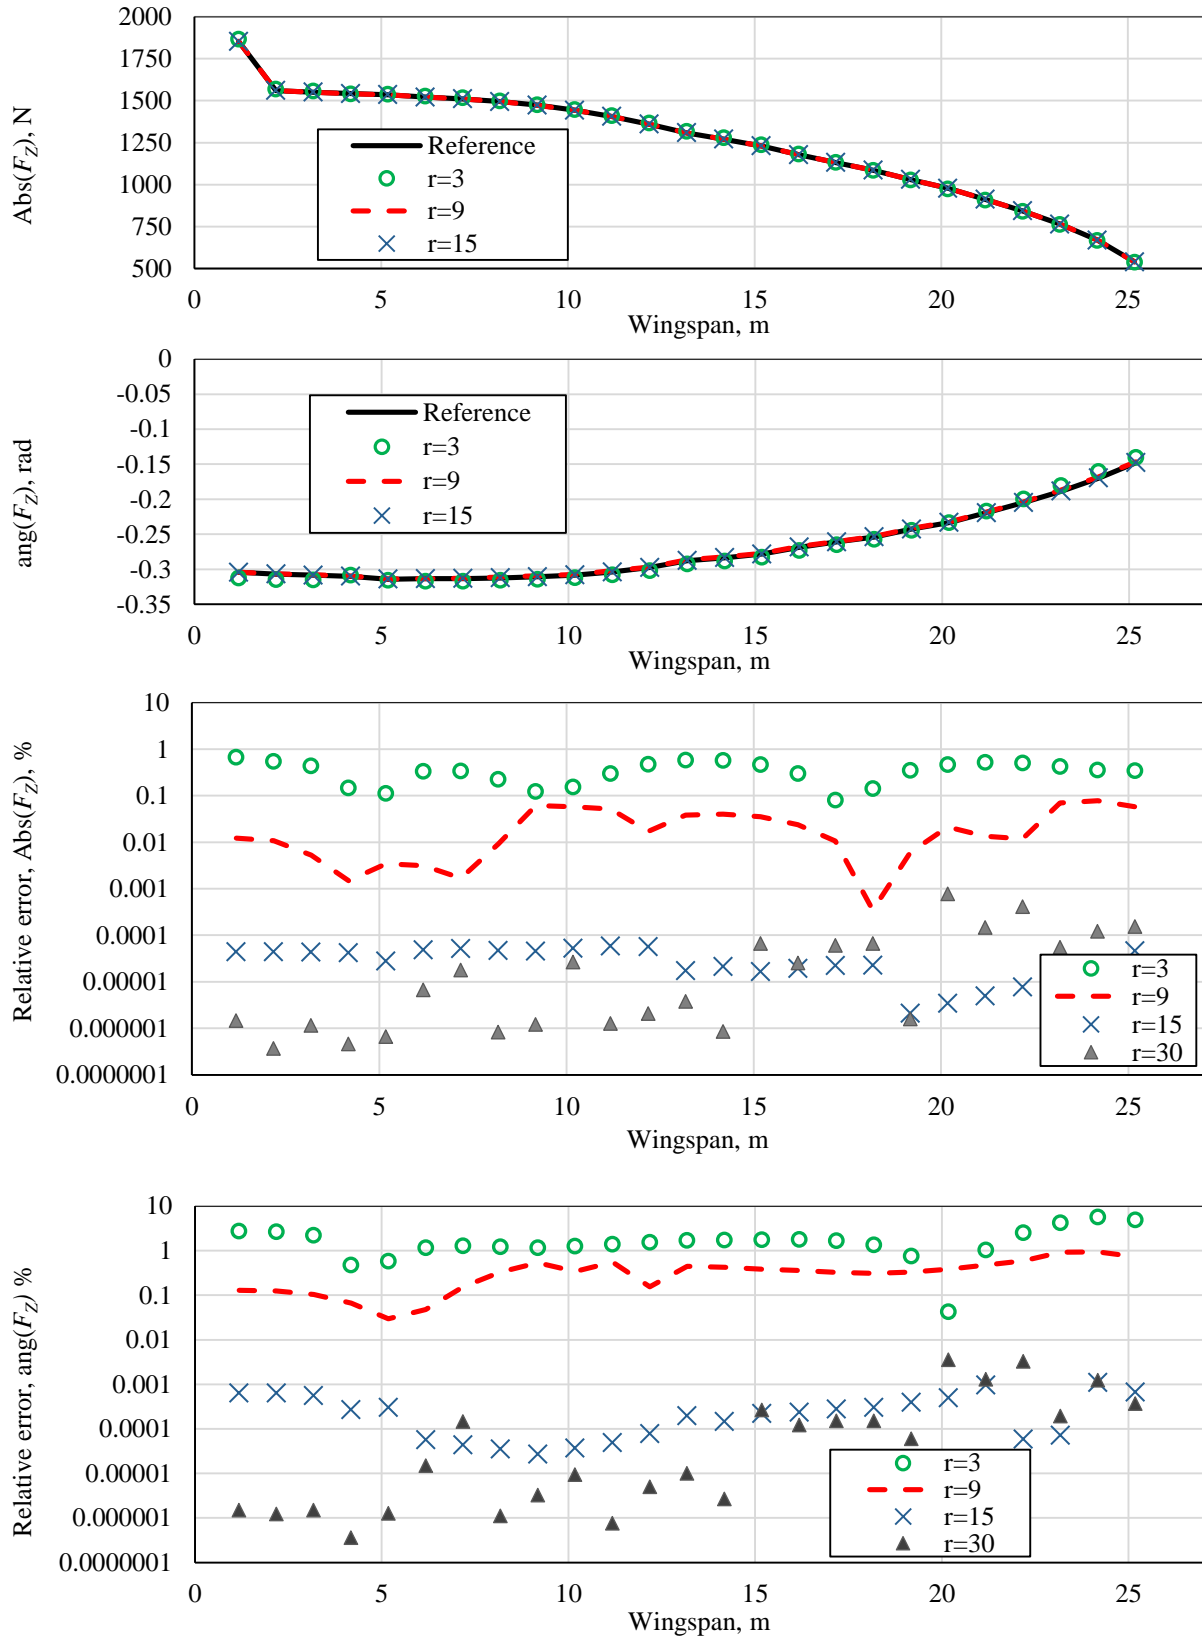 2000
1750
1500
1250
1000
750
500
Abs(F_Z), N
Reference
r=3
r=9
r=15
0 5 10 15 20 25
Wingspan, m
0
-0.05
-0.1
-0.15
-0.2
-0.25
-0.3
-0.35
ang(F_Z), rad
Reference
r=3
r=9
r=15
0 5 10 15 20 25
Wingspan, m
10
1
0.1
0.01
0.001
0.0001
0.00001
0.000001
0.0000001
Relative error, Abs(F_Z), %
r=3
r=9
r=15
r=30
0 5 10 15 20 25
Wingspan, m
10
1
0.1
0.01
0.001
0.0001
0.00001
0.000001
0.0000001
Relative error, ang(F_Z) %
r=3
r=9
r=15
r=30
0 5 10 15 20 25
Wingspan, m